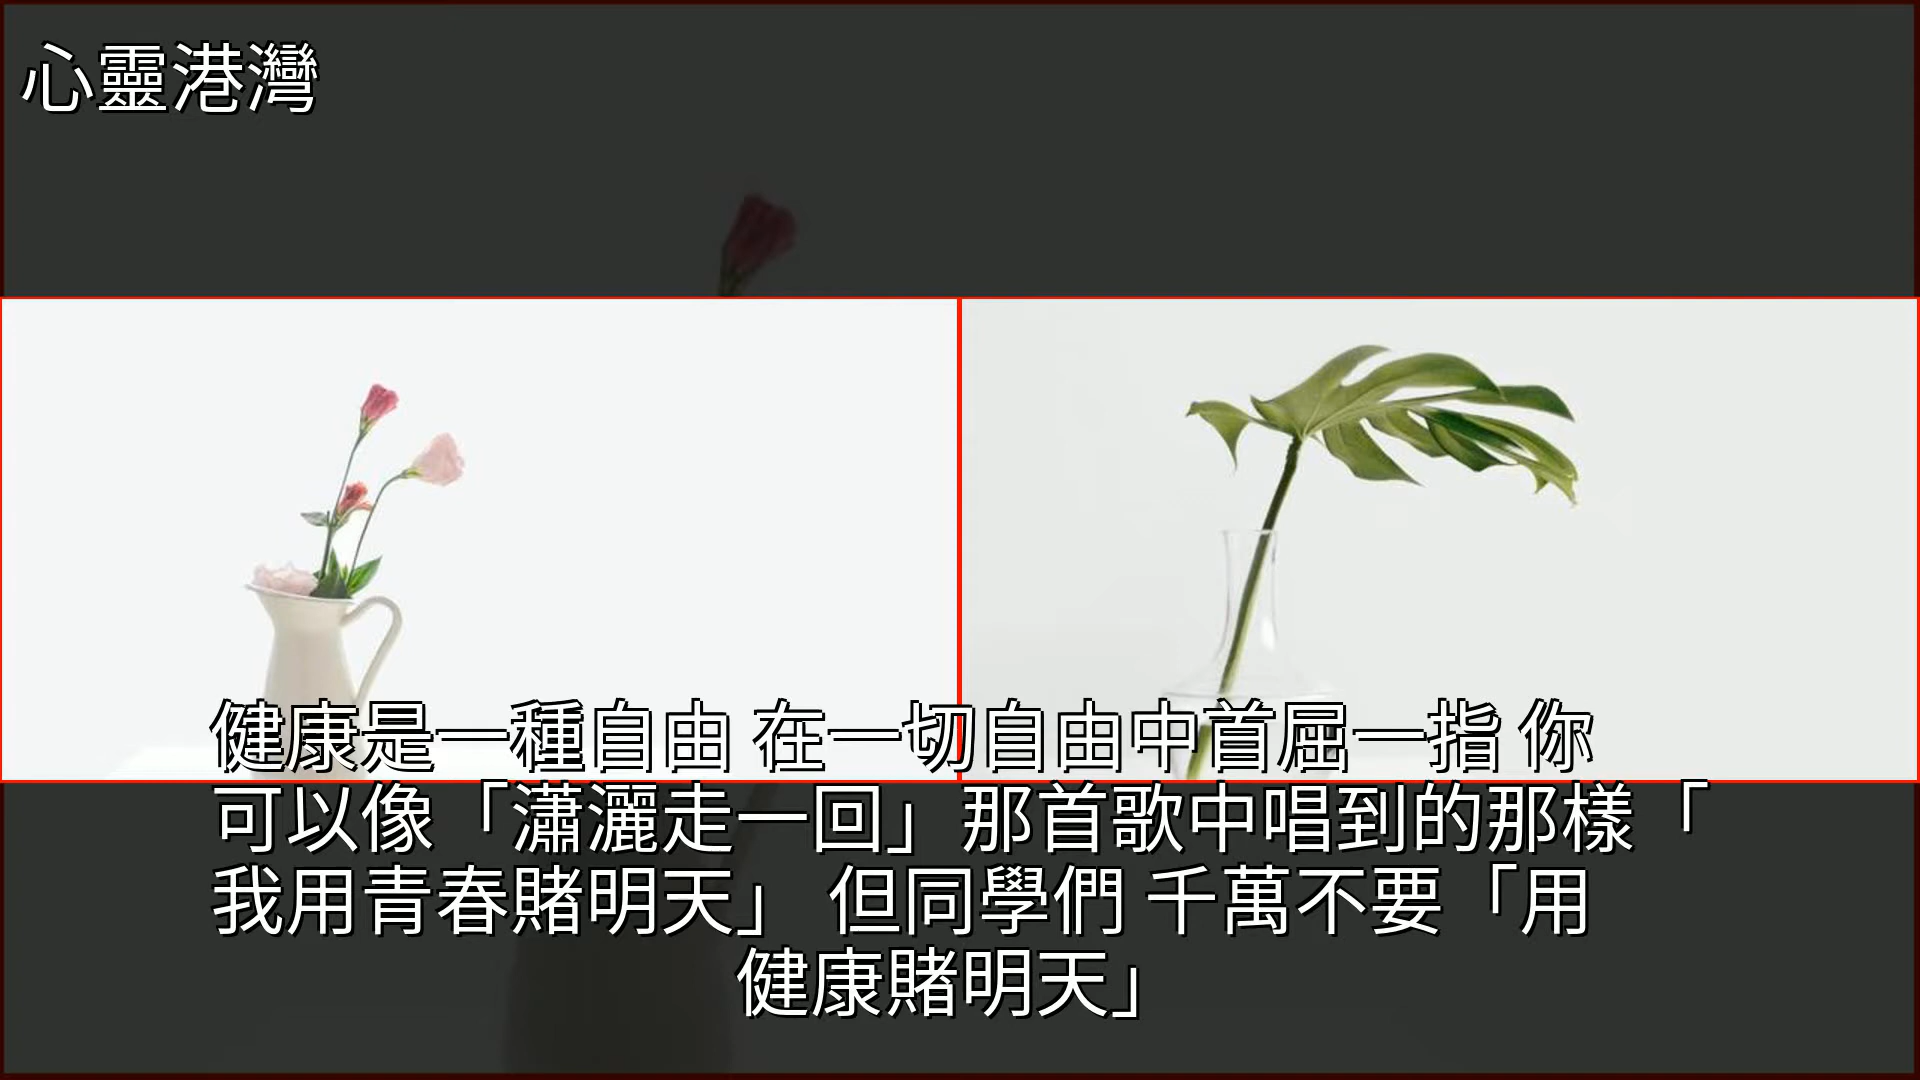 心靈港灣
健康是一種自由 在一切自由中首屈一指 你
可以像「瀟灑走一回」那首歌中唱到的那樣「
我用青春賭明天」 但同學們 千萬不要「用
健康賭明天」